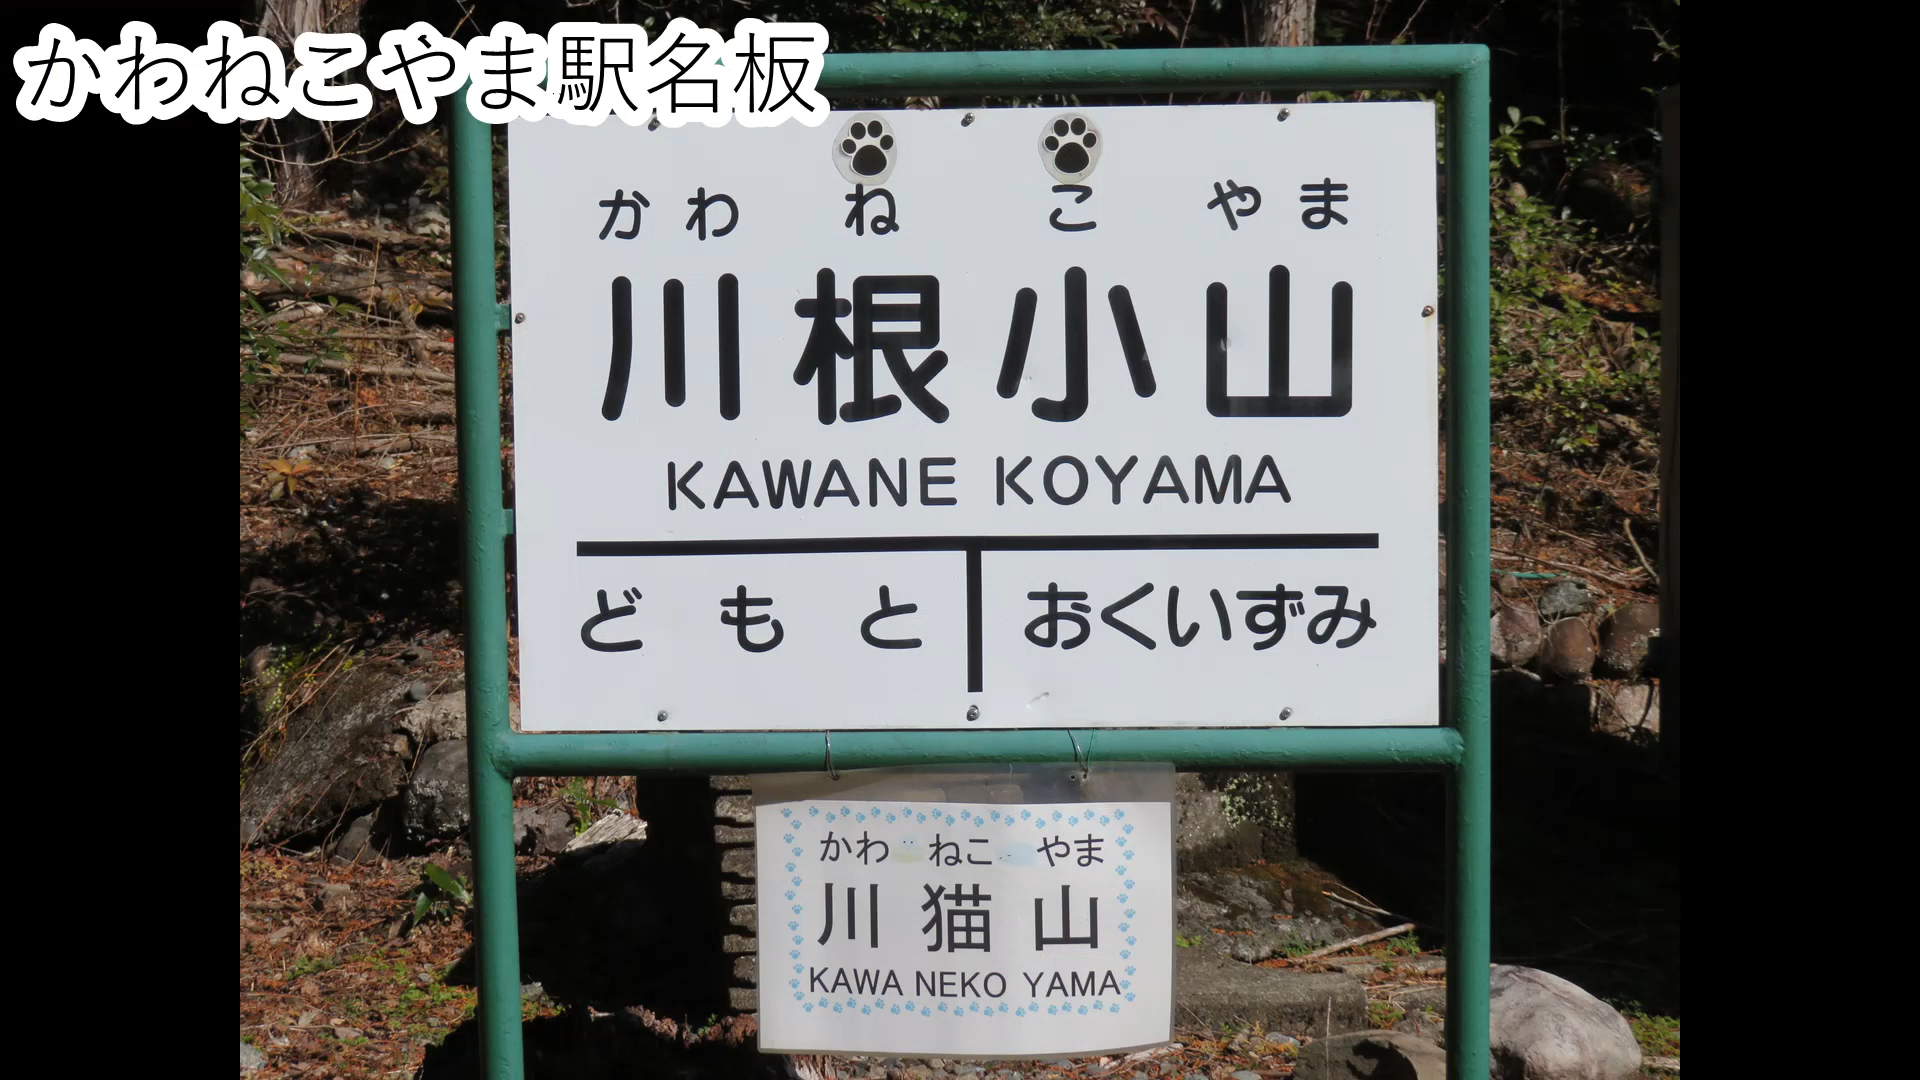 かわねこやま駅名板
かわねこやま
川根小山
KAWANE KOYAMA
どもと おくいずみ
かわ ねこ やま
川 猫 山
KAWA NEKO YAMA